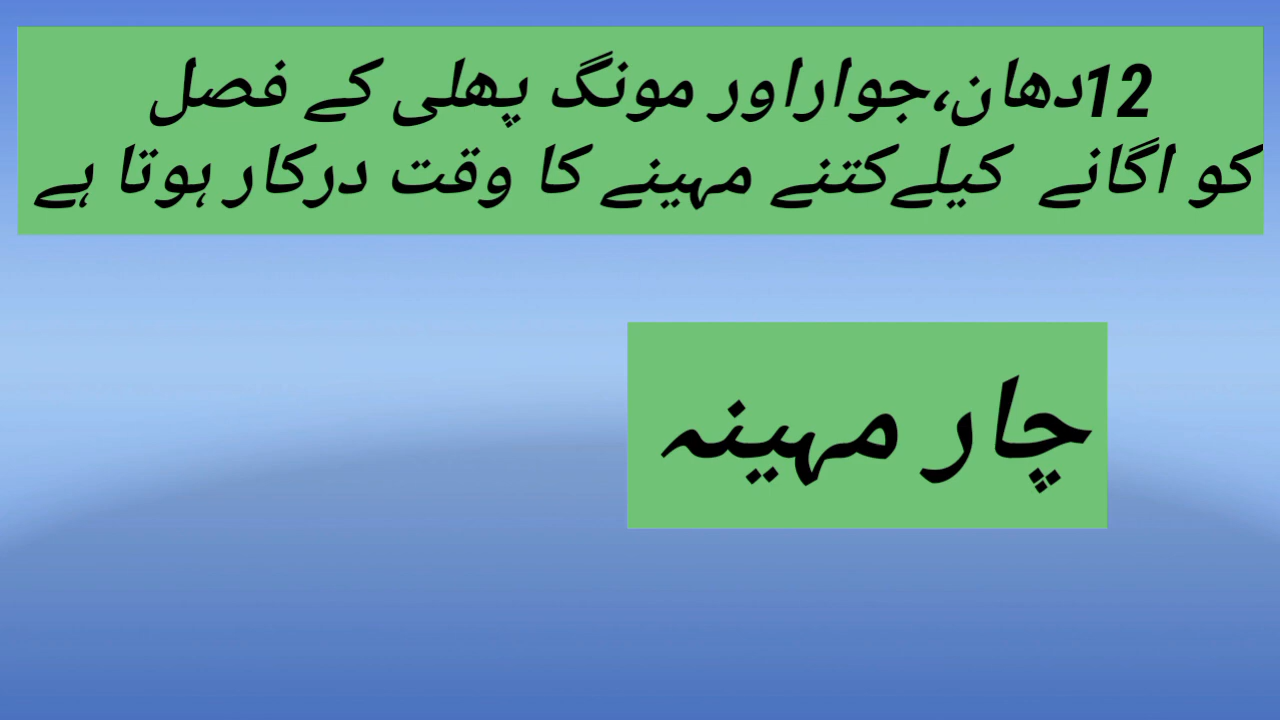 12دھان،جواراور مونگ پھلی کے فصل
کو اگانے کیلےکتنے مہینے کا وقت درکار ہوتا ہے
چار مہینہ